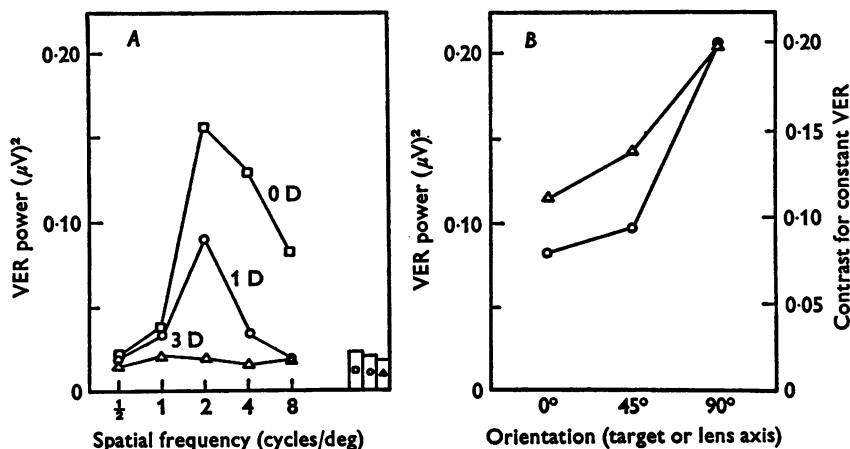 A
0·20
0·10
0
VER power (μV)²
0 D
1 D
3 D
½ 1 2 4 8
Spatial frequency (cycles/deg)
B
0·20
0·10
0
VER power (μV)²
0.20
0.15
0.10
0.05
0
Contrast for constant VER
0° 45° 90°
Orientation (target or lens axis)